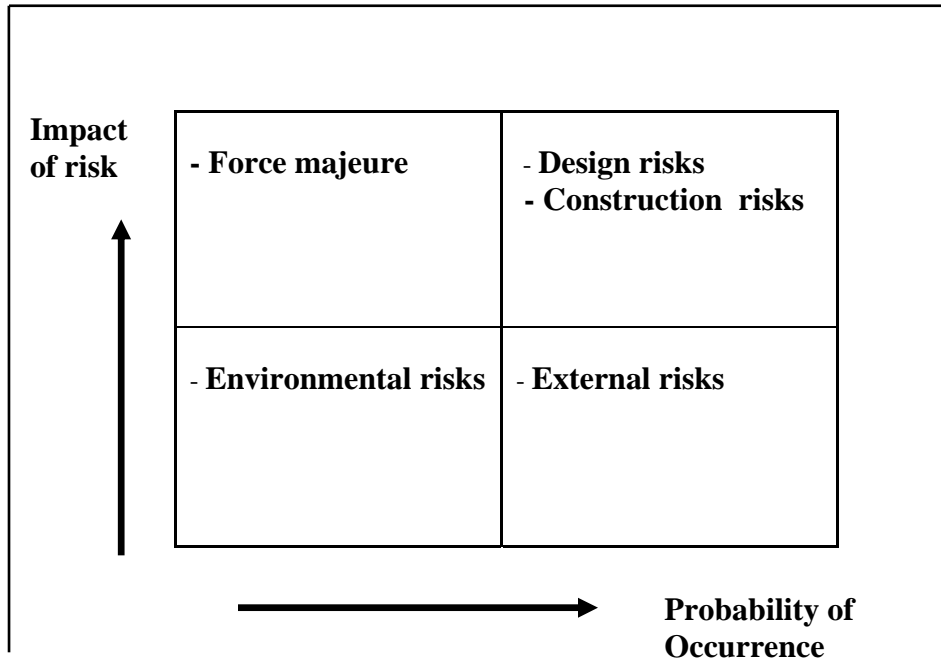 Impact
of risk
- Force majeure
- Design risks
- Construction risks
- Environmental risks
- External risks
Probability of
Occurrence